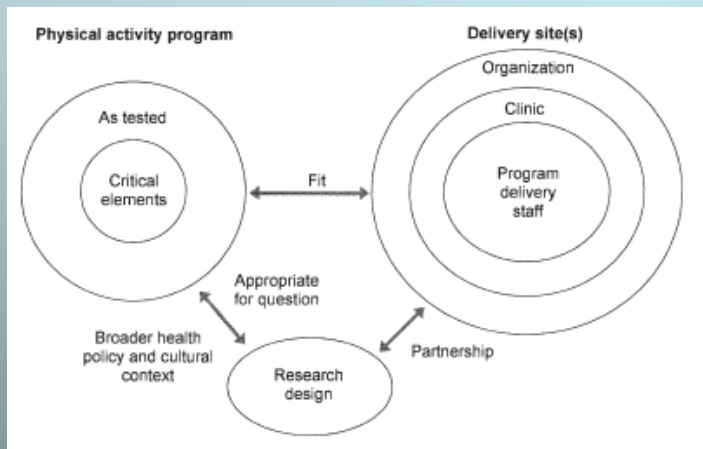 Physical activity program
Delivery site(s)
Organization
As tested
Clinic
Critical
elements
Fit
Program
delivery
staff
Appropriate
for question
Broader health
policy and cultural
context
Partnership
Research
design